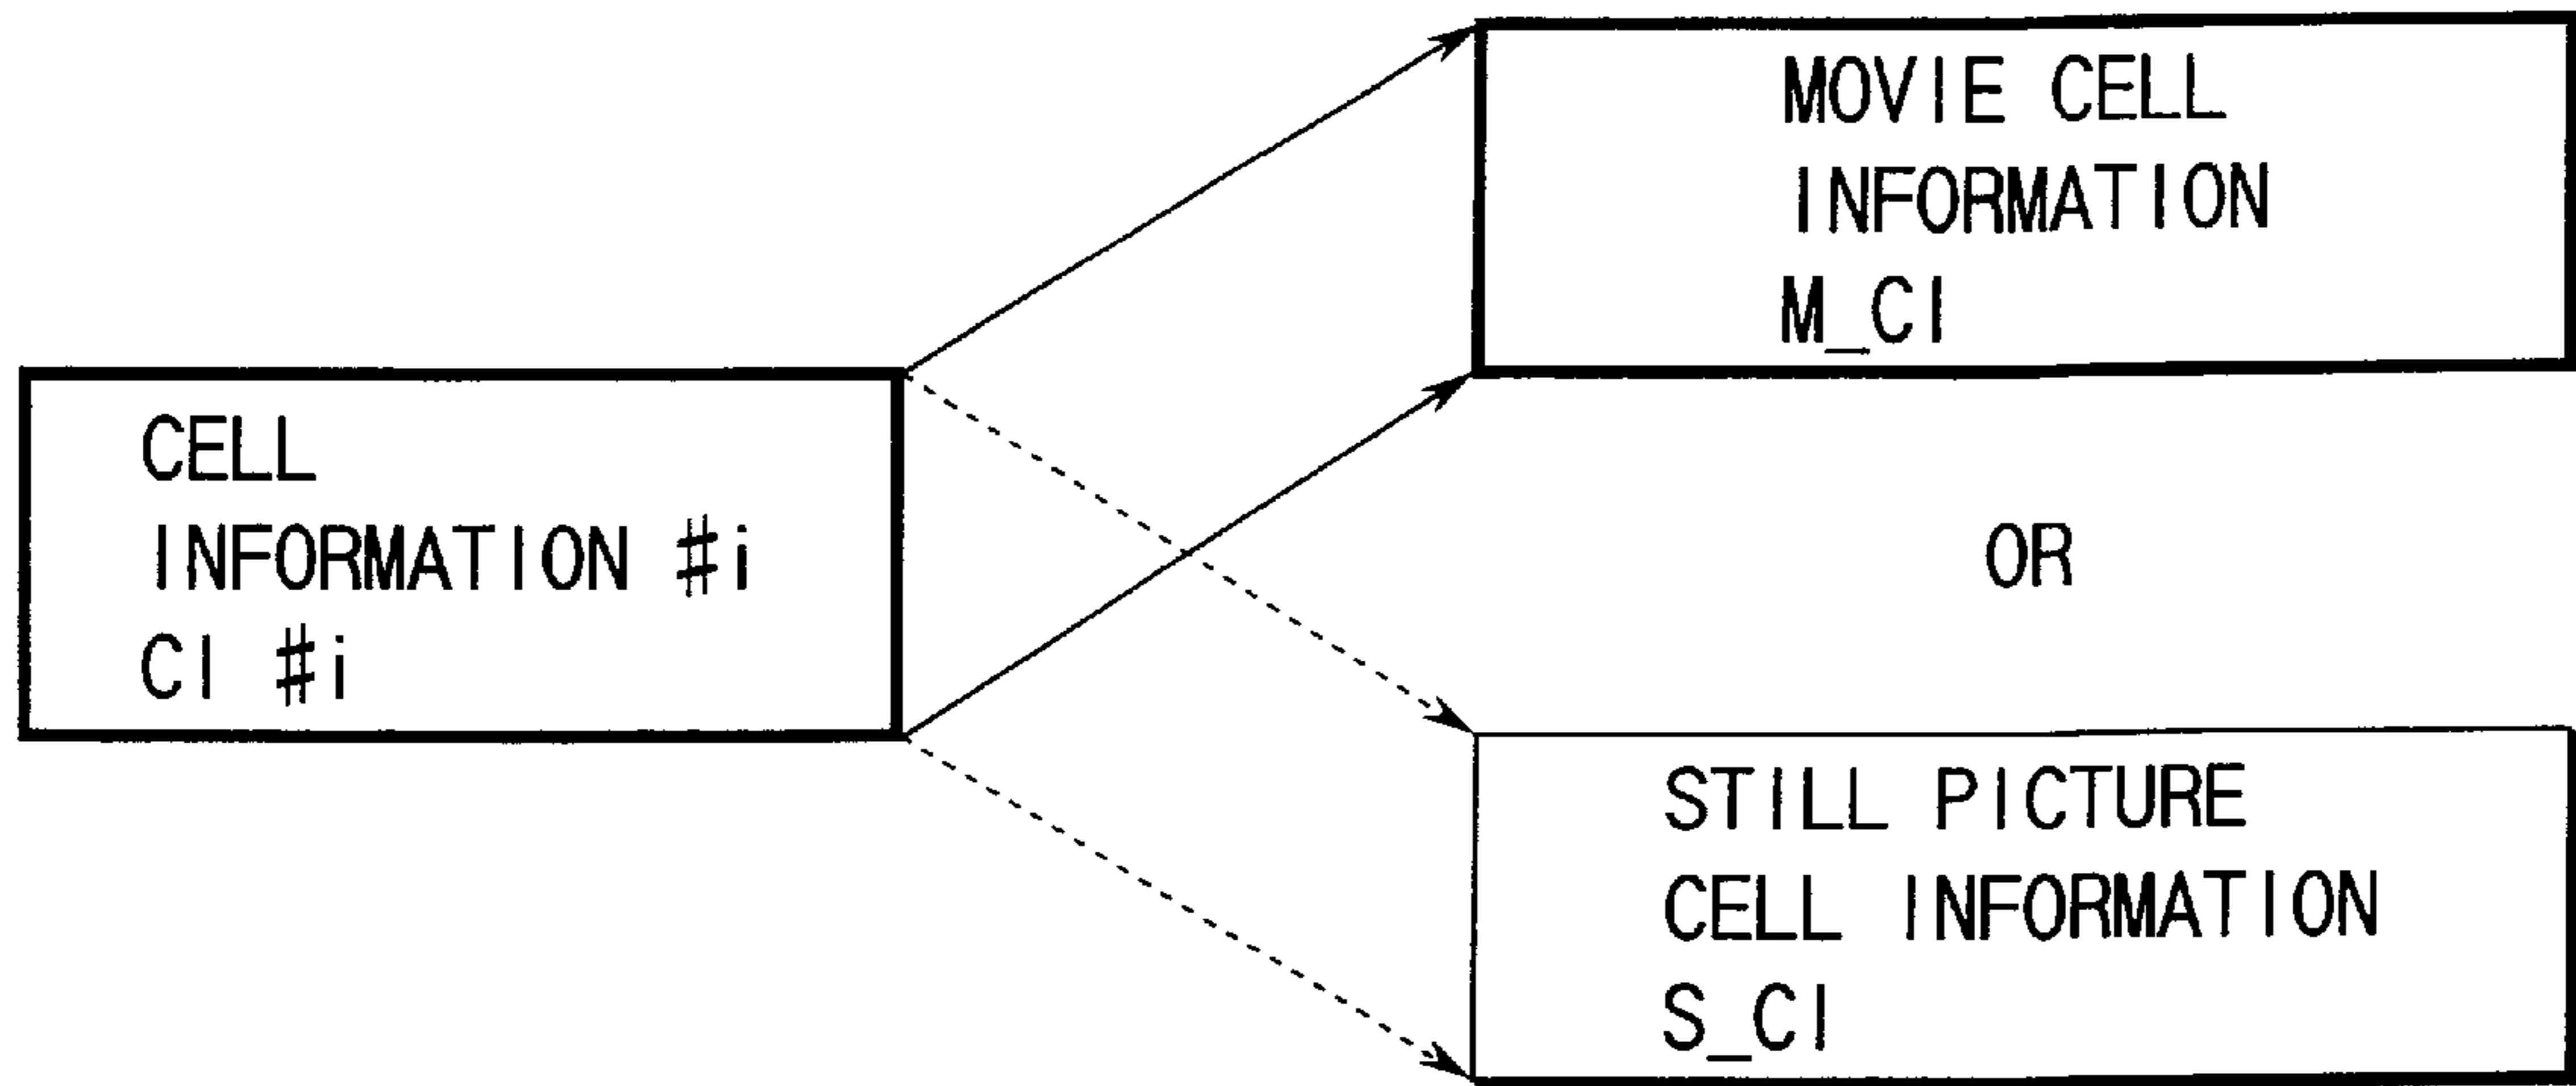 CELL
INFORMATION #i
CI #i
MOVIE CELL
INFORMATION
M_CI
OR
STILL PICTURE
CELL INFORMATION
S_CI